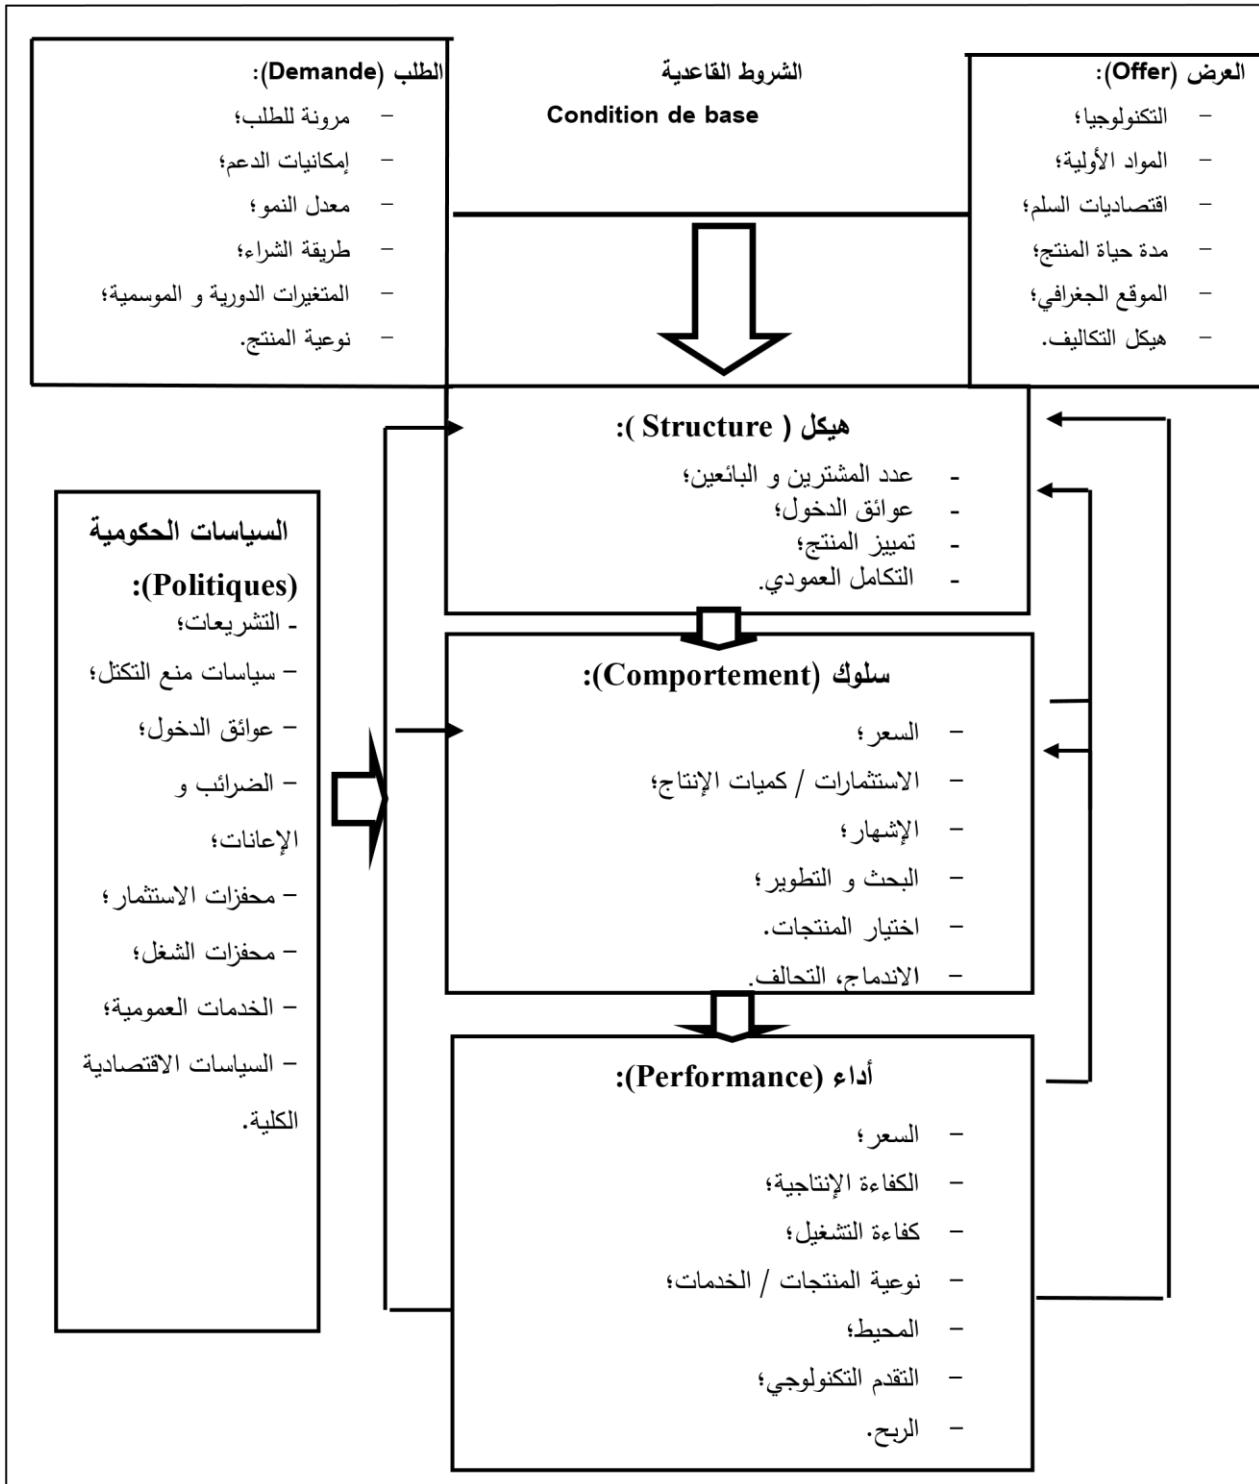 العرض (Offer):
– التكنولوجيا؛
– المواد الأولية؛
– اقتصاديات السلم؛
– مدة حياة المنتج؛
– الموقع الجغرافي؛
– هيكل التكاليف.
الشروط القاعدية
Condition de base
الطلب (Demande):
– مرونة للطلب؛
– إمكانيات الدعم؛
– معدل النمو؛
– طريقة الشراء؛
– المتغيرات الدورية و الموسمية؛
– نوعية المنتج.
هيكل ( Structure ):
- عدد المشترين و البائعين؛
- عوائق الدخول؛
- تمييز المنتج؛
- التكامل العمودي.
سلوك (Comportement):
– السعر؛
– الاستثمارات / كميات الإنتاج؛
– الإشهار؛
– البحث و التطوير؛
– اختيار المنتجات.
– الاندماج، التحالف.
أداء (Performance):
– السعر؛
– الكفاءة الإنتاجية؛
– كفاءة التشغيل؛
– نوعية المنتجات / الخدمات؛
– المحيط؛
– التقدم التكنولوجي؛
– الربح.
السياسات الحكومية
(Politiques):
- التشريعات؛
– سياسات منع التكتل؛
– عوائق الدخول؛
– الضرائب و
الإعانات؛
– محفزات الاستثمار؛
– محفزات الشغل؛
– الخدمات العمومية؛
– السياسات الاقتصادية
الكلية.